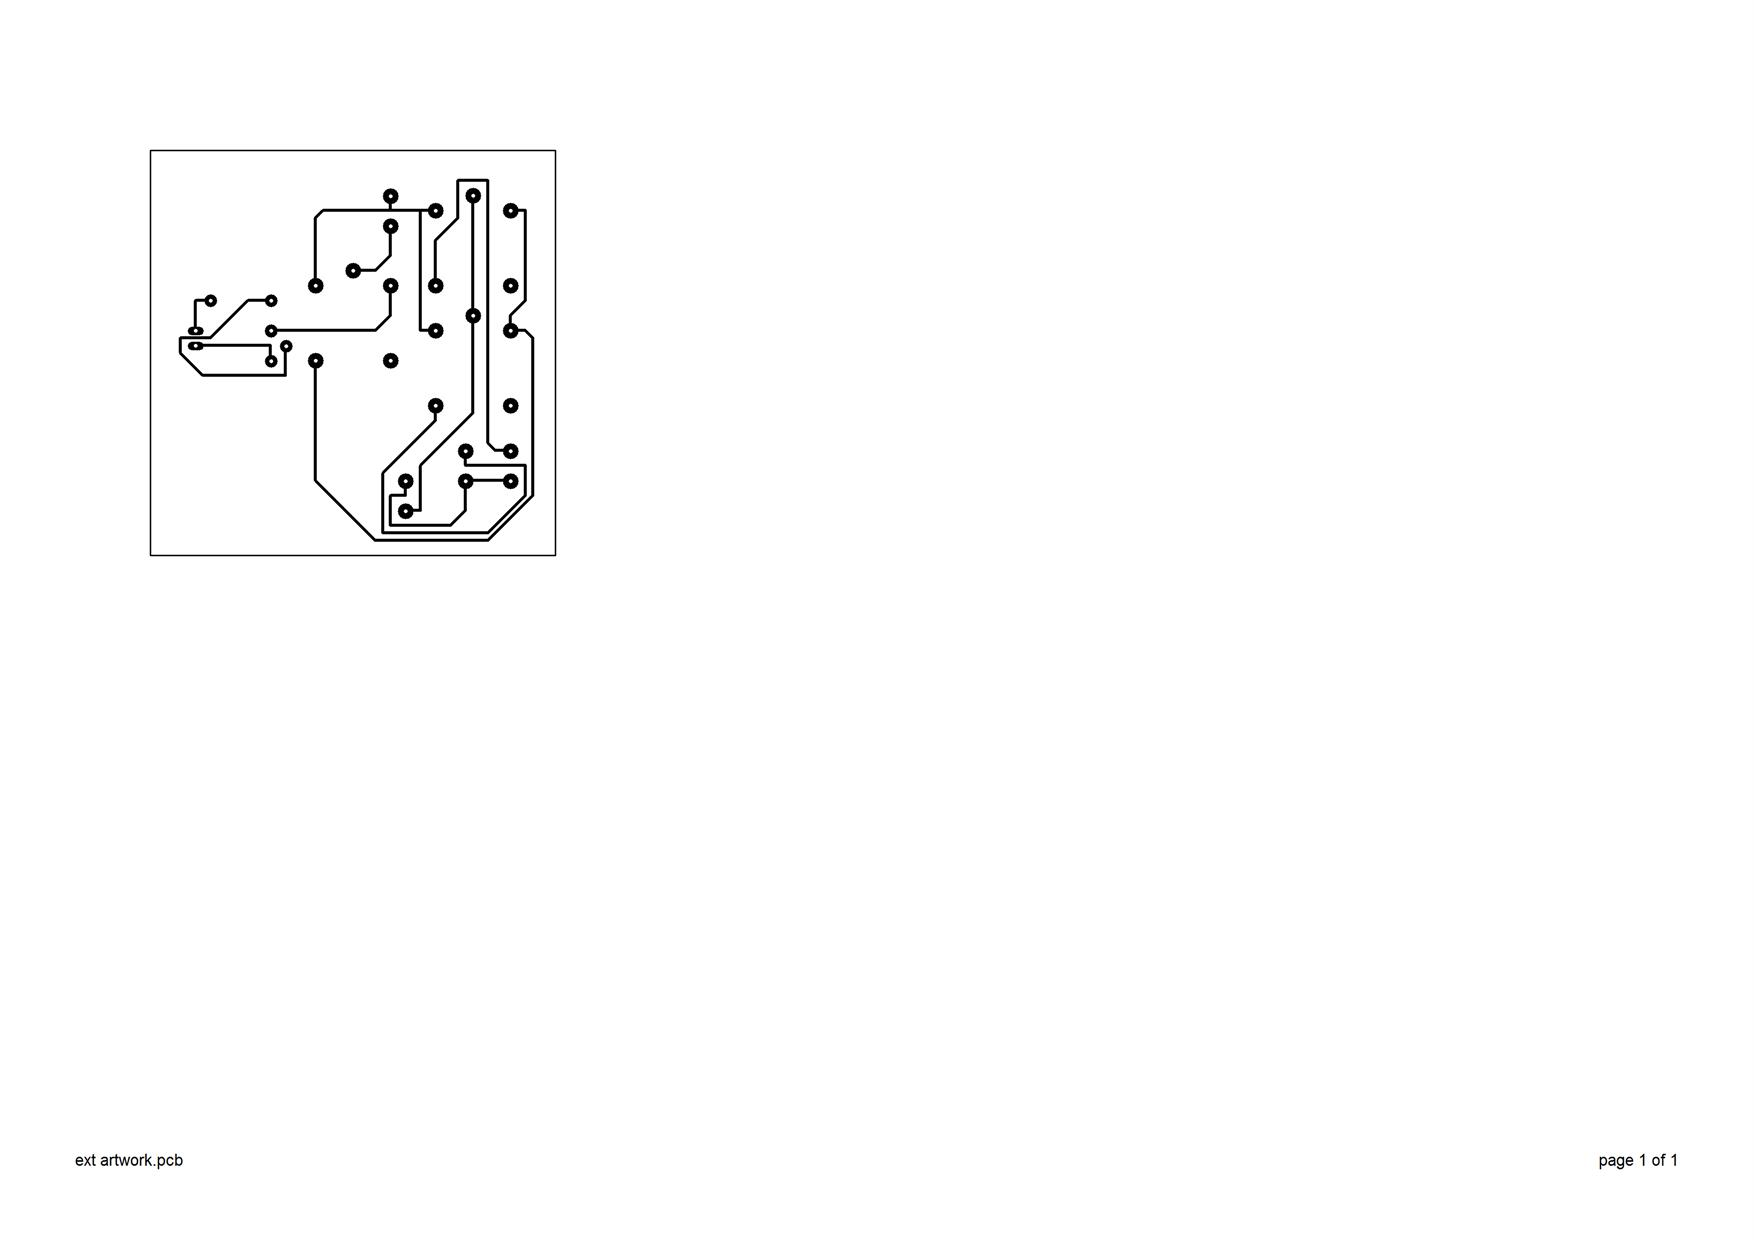 ext artwork.pcb
page 1 of 1